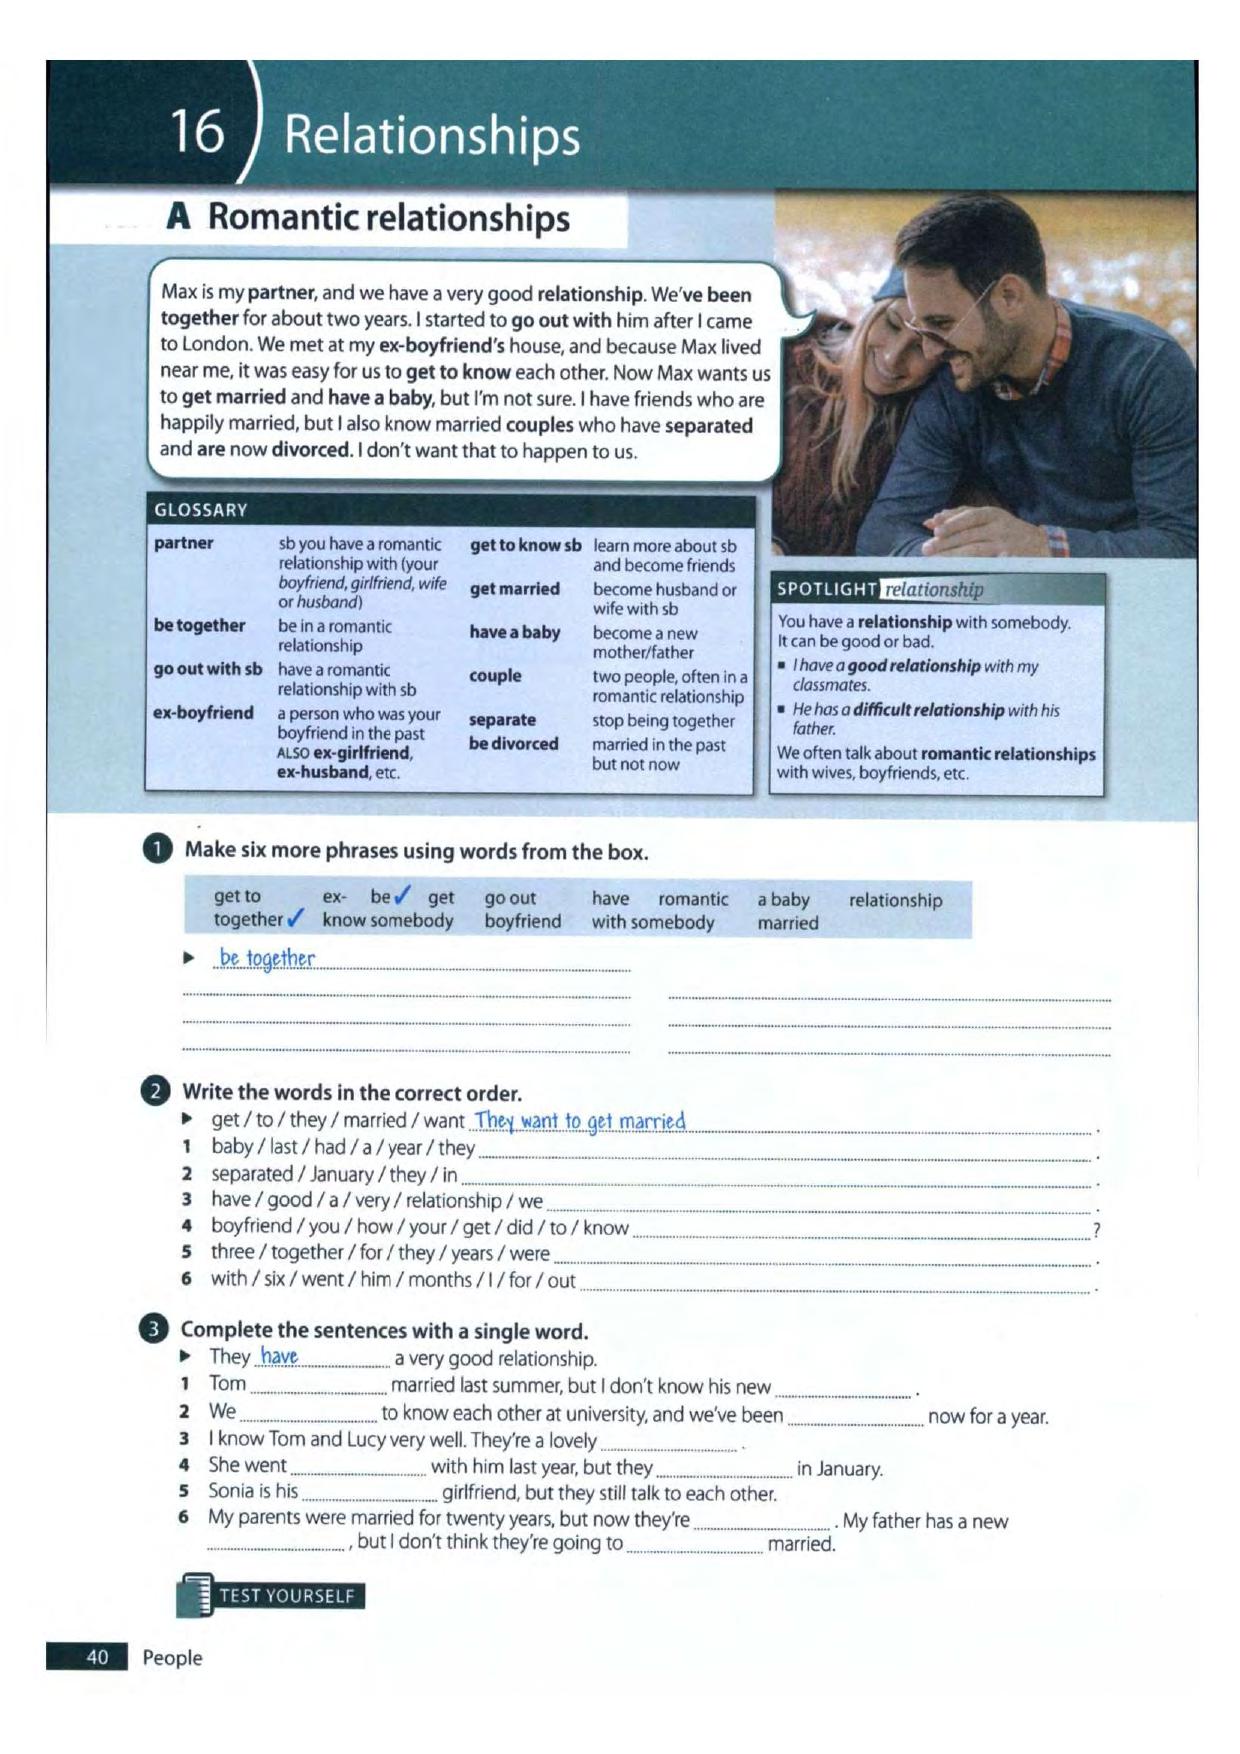 16 Relationships
A Romantic relationships
Max is my partner, and we have a very good relationship. We've been
together for about two years. I started to go out with him after I came
to London. We met at my ex-boyfriend's house, and because Max lived
near me, it was easy for us to get to know each other. Now Max wants us
to get married and have a baby, but I'm not sure. I have friends who are
happily married, but I also know married couples who have separated
and are now divorced. I don't want that to happen to us.
GLOSSARY
partner sb you have a romantic
relationship with (your
boyfriend, girlfriend, wife
or husband)
be together be in a romantic
relationship
go out with sb have a romantic
relationship with sb
ex-boyfriend a person who was your
boyfriend in the past
ALSO ex-girlfriend,
ex-husband, etc.
get to know sb learn more about sb
and become friends
get married become husband or
wife with sb
have a baby become a new
mother/father
couple two people, often in a
romantic relationship
separate stop being together
be divorced married in the past
but not now
SPOTLIGHT relationship
You have a relationship with somebody.
It can be good or bad.
▪ I have a good relationship with my
classmates.
▪ He has a difficult relationship with his
father.
We often talk about romantic relationships
with wives, boyfriends, etc.
1 Make six more phrases using words from the box.
get to ex- be ✓ get go out have romantic a baby relationship
together ✓ know somebody boyfriend with somebody married
▶ be together
2 Write the words in the correct order.
▶ get / to / they / married / want They want to get married .
1 baby / last / had / a / year / they .
2 separated / January / they / in .
3 have / good / a / very / relationship / we .
4 boyfriend / you / how / your / get / did / to / know ?
5 three / together / for / they / years / were .
6 with / six / went / him / months / I / for / out .
3 Complete the sentences with a single word.
▶ They have a very good relationship.
1 Tom married last summer, but I don't know his new .
2 We to know each other at university, and we've been now for a year.
3 I know Tom and Lucy very well. They're a lovely .
4 She went with him last year, but they in January.
5 Sonia is his girlfriend, but they still talk to each other.
6 My parents were married for twenty years, but now they're . My father has a new
, but I don't think they're going to married.
TEST YOURSELF
40 People